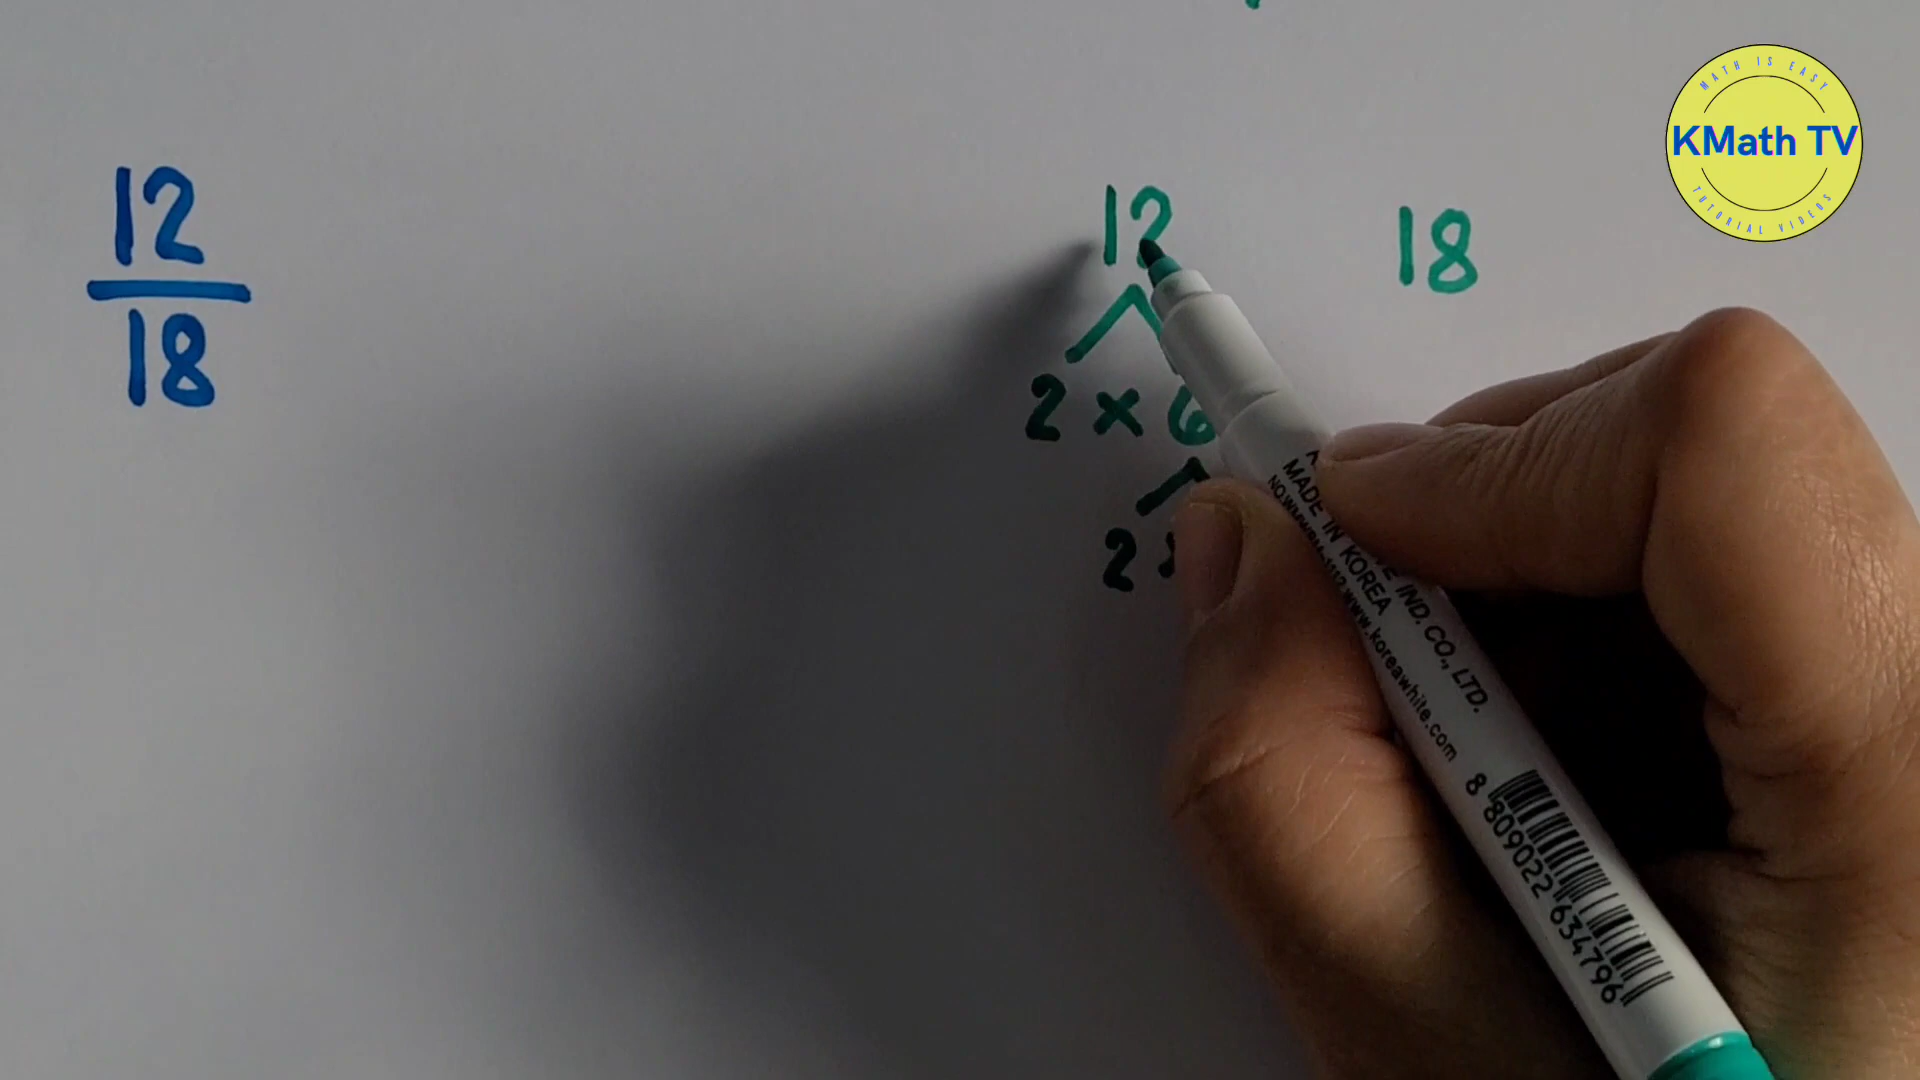 MATH IS EASY
KMath TV
TUTORIAL VIDEOS
12
18
12
18
2 × 6
2
MADE IN KOREA
IND. CO., LTD.
www.koreawhite.com
8 809022 634796